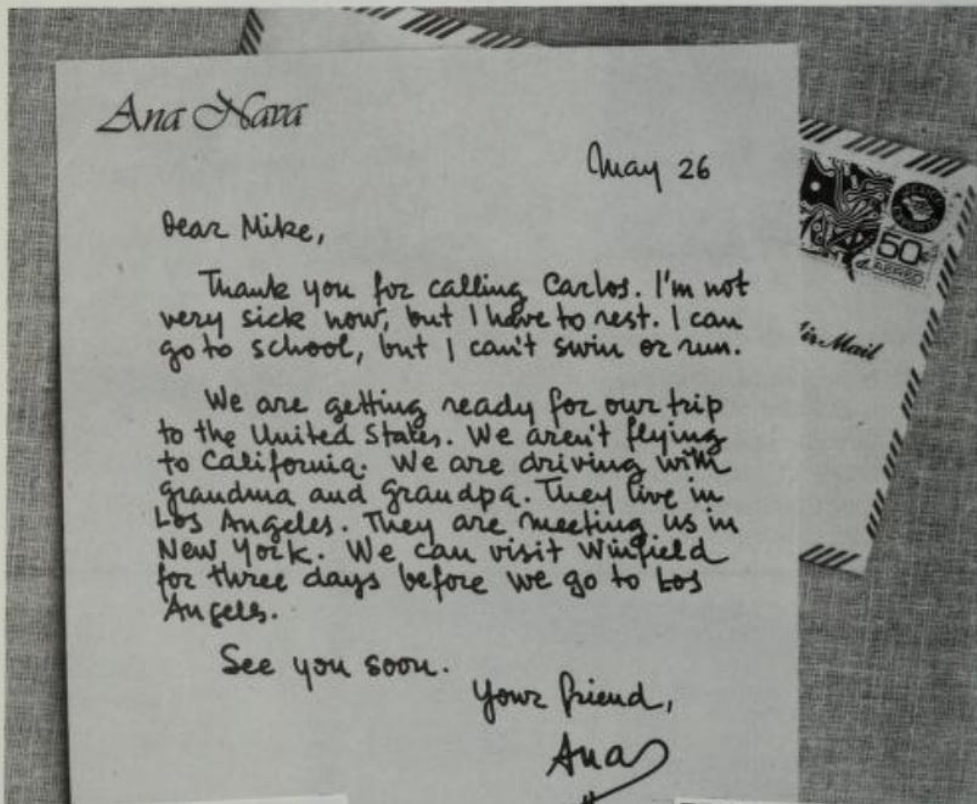 Ana Nava
May 26
Dear Mike,
Thank you for calling Carlos. I'm not
very sick now, but I have to rest. I can
go to school, but I can't swim or run.
We are getting ready for our trip
to the United States. We aren't flying
to California. We are driving with
grandma and grandpa. They live in
Los Angeles. They are meeting us in
New York. We can visit Winfield
for three days before we go to Los
Angels.
See you soon.
Your friend,
Ana
50
AEREO
Air Mail